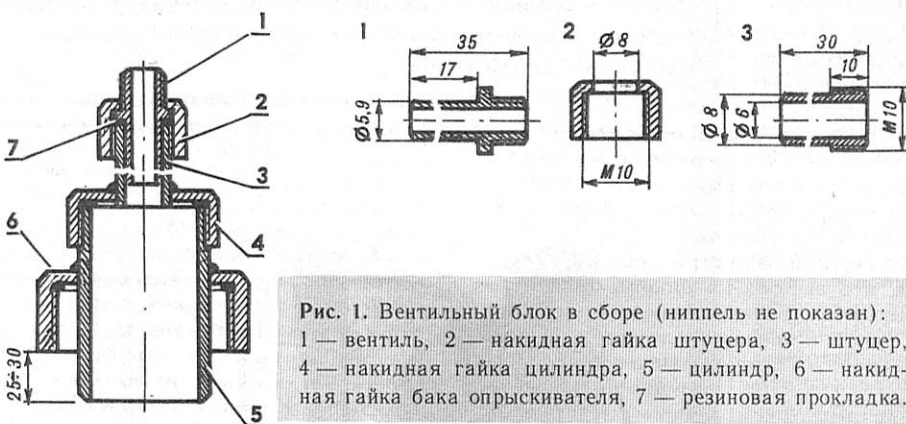 1
2
7
3
6
4
5
25÷30
1
35
17
Ø5,9
2
Ø8
М10
3
30
10
Ø8
Ø6
М10
Рис. 1. Вентильный блок в сборе (ниппель не показан):
1 — вентиль, 2 — накидная гайка штуцера, 3 — штуцер,
4 — накидная гайка цилиндра, 5 — цилиндр, 6 — накид-
ная гайка бака опрыскивателя, 7 — резиновая прокладка.